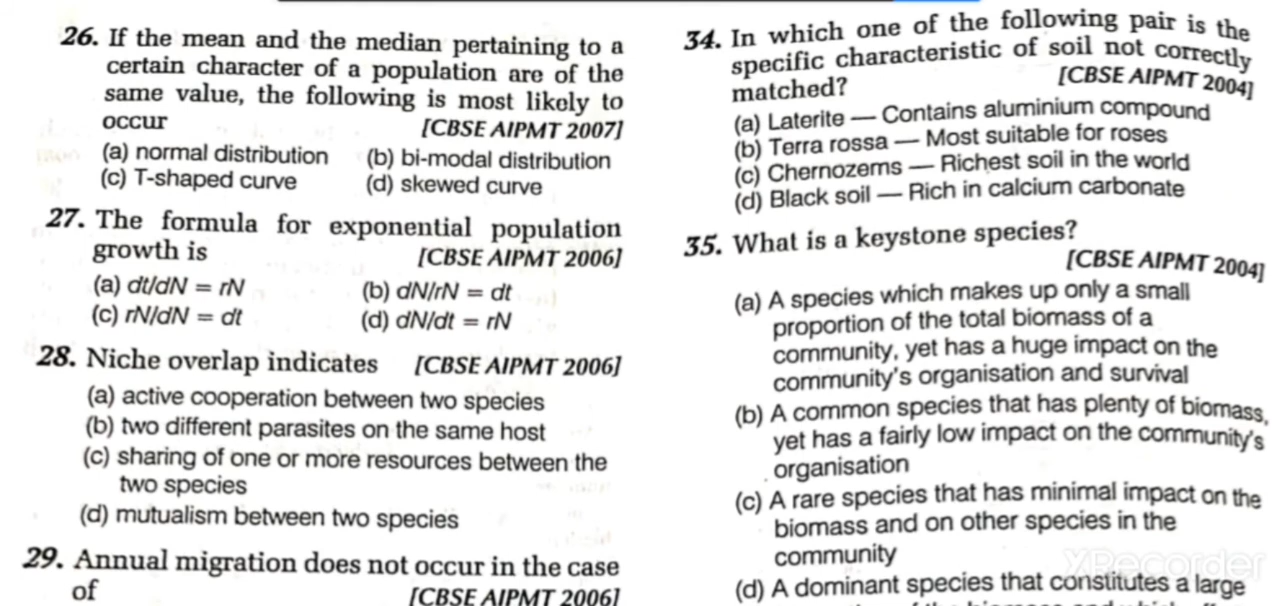 26. If the mean and the median pertaining to a
certain character of a population are of the
same value, the following is most likely to
occur [CBSE AIPMT 2007]
(a) normal distribution (b) bi-modal distribution
(c) T-shaped curve (d) skewed curve
27. The formula for exponential population
growth is [CBSE AIPMT 2006]
(a) dt/dN = rN (b) dN/rN = dt
(c) rN/dN = dt (d) dN/dt = rN
28. Niche overlap indicates [CBSE AIPMT 2006]
(a) active cooperation between two species
(b) two different parasites on the same host
(c) sharing of one or more resources between the
two species
(d) mutualism between two species
29. Annual migration does not occur in the case
of [CBSE AIPMT 2006]
34. In which one of the following pair is the
specific characteristic of soil not correctly
matched? [CBSE AIPMT 2004]
(a) Laterite — Contains aluminium compound
(b) Terra rossa — Most suitable for roses
(c) Chernozems — Richest soil in the world
(d) Black soil — Rich in calcium carbonate
35. What is a keystone species?
[CBSE AIPMT 2004]
(a) A species which makes up only a small
proportion of the total biomass of a
community, yet has a huge impact on the
community's organisation and survival
(b) A common species that has plenty of biomass,
yet has a fairly low impact on the community's
organisation
(c) A rare species that has minimal impact on the
biomass and on other species in the
community
(d) A dominant species that constitutes a large
XRecorder